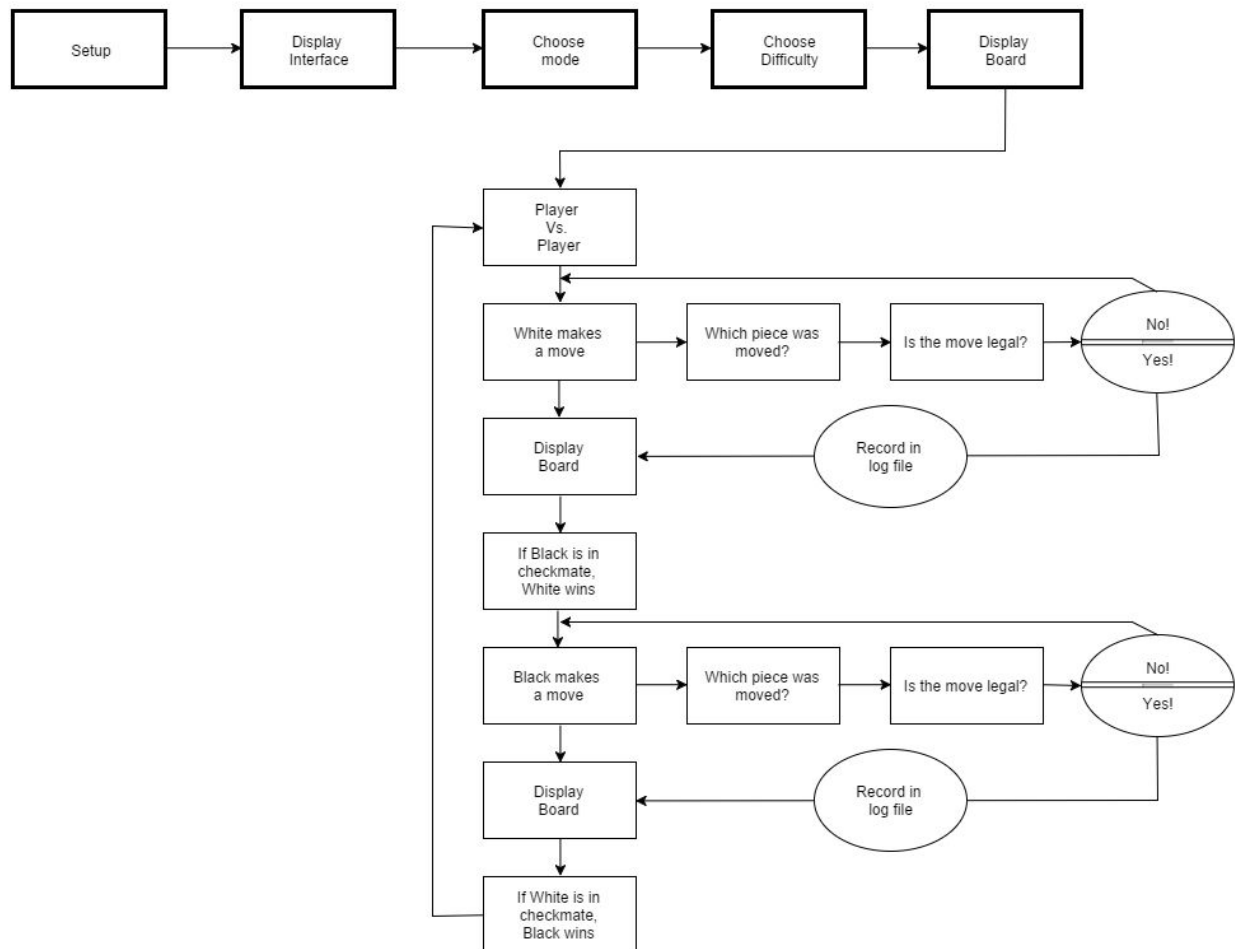 Setup
Display
Interface
Choose
mode
Choose
Difficulty
Display
Board
Player
Vs.
Player
White makes
a move
Which piece was
moved?
Is the move legal?
No!
Yes!
Display
Board
Record in
log file
If Black is in
checkmate,
White wins
Black makes
a move
Which piece was
moved?
Is the move legal?
No!
Yes!
Display
Board
Record in
log file
If White is in
checkmate,
Black wins